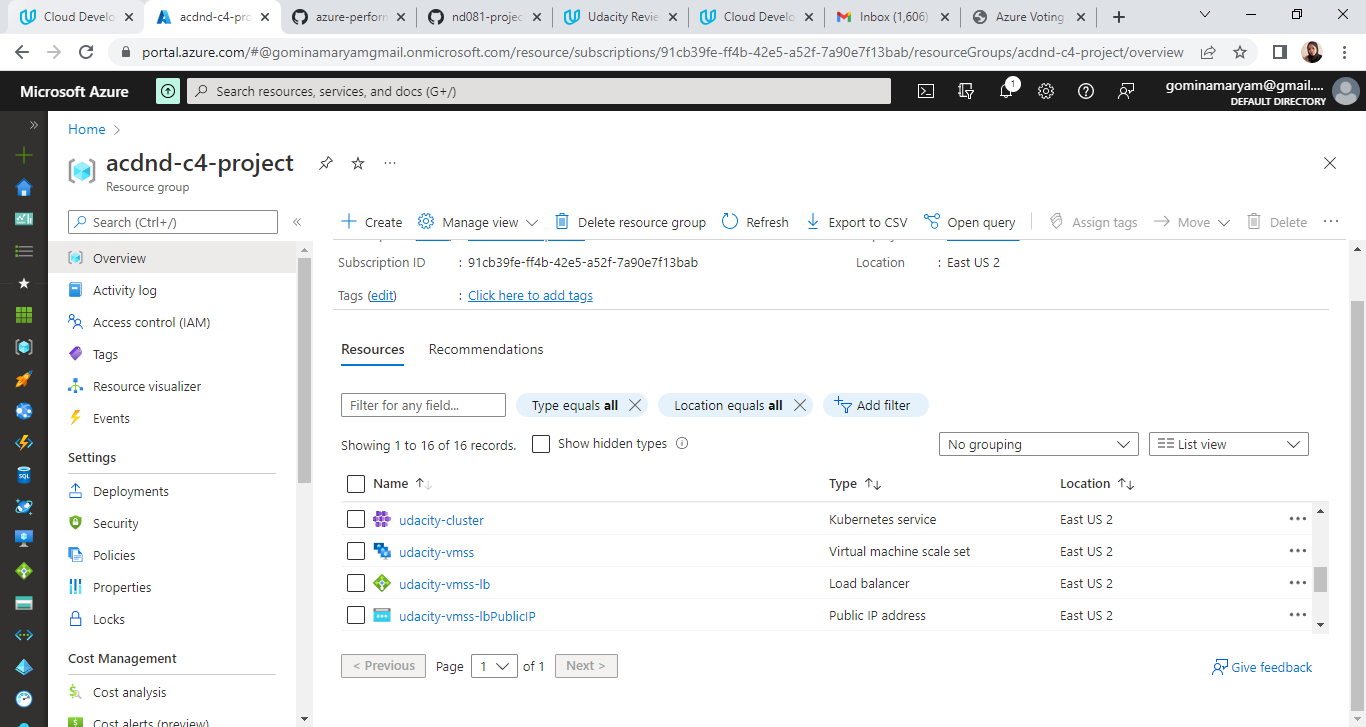 Cloud Develo
acdnd-c4-pro
azure-perform
nd081-projec
Udacity Revie
Cloud Develo
Inbox (1,606)
Azure Voting
portal.azure.com/#@gominamaryamgmail.onmicrosoft.com/resource/subscriptions/91cb39fe-ff4b-42e5-a52f-7a90e7f13bab/resourceGroups/acdnd-c4-project/overview
Microsoft Azure
Search resources, services, and docs (G+/)
1
gominamaryam@gmail....
DEFAULT DIRECTORY
Home
acdnd-c4-project
Resource group
Search (Ctrl+/)
Overview
Activity log
Access control (IAM)
Tags
Resource visualizer
Events
Settings
Deployments
Security
Policies
Properties
Locks
Cost Management
Cost analysis
Cost alerts (preview)
Create
Manage view
Delete resource group
Refresh
Export to CSV
Open query
Assign tags
Move
Delete
Subscription ID : 91cb39fe-ff4b-42e5-a52f-7a90e7f13bab
Location : East US 2
Tags (edit) : Click here to add tags
Resources
Recommendations
Filter for any field...
Type equals all
Location equals all
Add filter
Showing 1 to 16 of 16 records.
Show hidden types
No grouping
List view
Name
Type
Location
udacity-cluster Kubernetes service East US 2
udacity-vmss Virtual machine scale set East US 2
udacity-vmss-lb Load balancer East US 2
udacity-vmss-lbPublicIP Public IP address East US 2
< Previous
Page 1 of 1
Next >
Give feedback
SQL